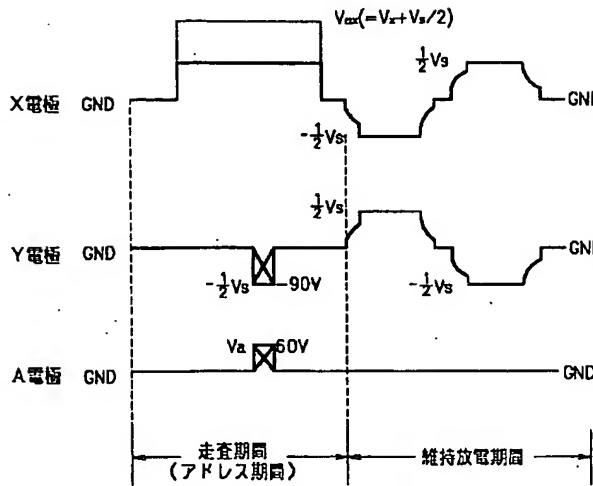 Vax(=Vx+Vs/2)
½Vs
X電極 GND
GND
-½Vs
½Vs
Y電極 GND
GND
-½Vs -90V
-½Vs
Va 60V
A電極 GND
GND
走査期間
(アドレス期間)
維持放電期間